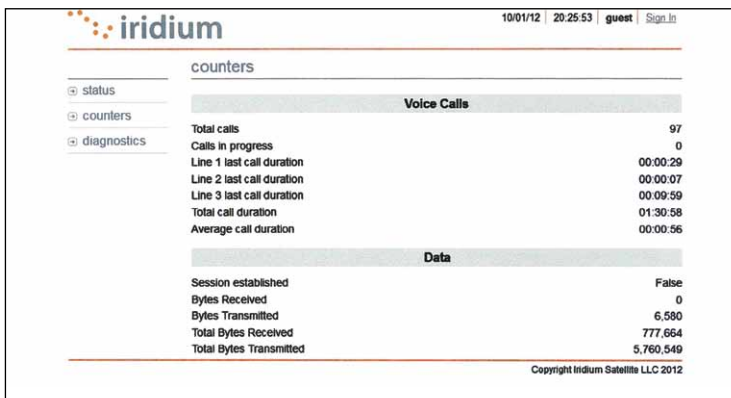 iridium
10/01/12 20:25:53 guest Sign In
counters
status
counters
diagnostics
Voice Calls
Total calls 97
Calls in progress 0
Line 1 last call duration 00:00:29
Line 2 last call duration 00:00:07
Line 3 last call duration 00:09:59
Total call duration 01:30:58
Average call duration 00:00:56
Data
Session established False
Bytes Received 0
Bytes Transmitted 6,580
Total Bytes Received 777,664
Total Bytes Transmitted 5,760,549
Copyright Iridium Satellite LLC 2012